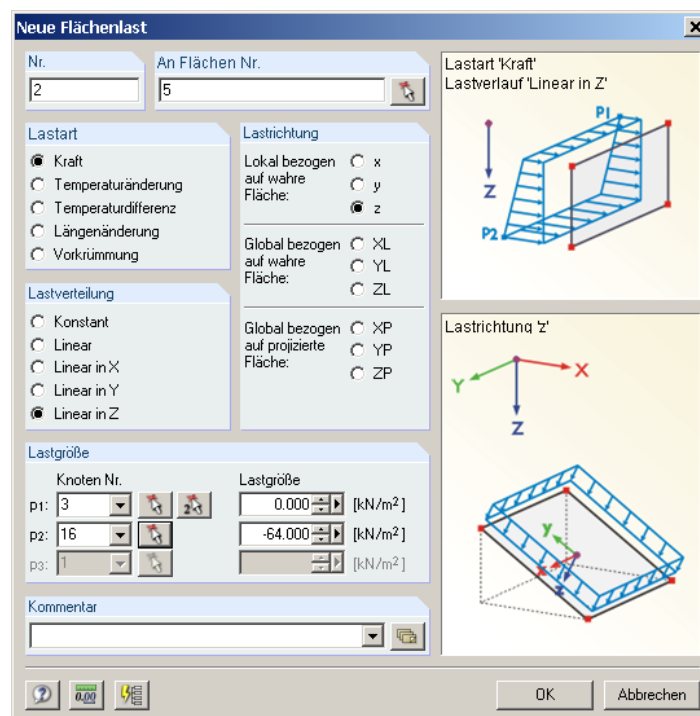 Neue Flächenlast
Nr.
2
An Flächen Nr.
5
Lastart
Kraft
Temperaturänderung
Temperaturdifferenz
Längenänderung
Vorkrümmung
Lastrichtung
Lokal bezogen
auf wahre
Fläche:
x
y
z
Global bezogen
auf wahre
Fläche:
XL
YL
ZL
Global bezogen
auf projizierte
Fläche:
XP
YP
ZP
Lastverteilung
Konstant
Linear
Linear in X
Linear in Y
Linear in Z
Lastgröße
Knoten Nr.
Lastgröße
p1: 3 2x 0.000 [kN/m²]
p2: 16 -64.000 [kN/m²]
p3: 1 [kN/m²]
Kommentar
0.00
OK
Abbrechen
Lastart 'Kraft'
Lastverlauf 'Linear in Z'
P1
Z
P2
Lastrichtung 'z'
Y
X
Z
y
x
z